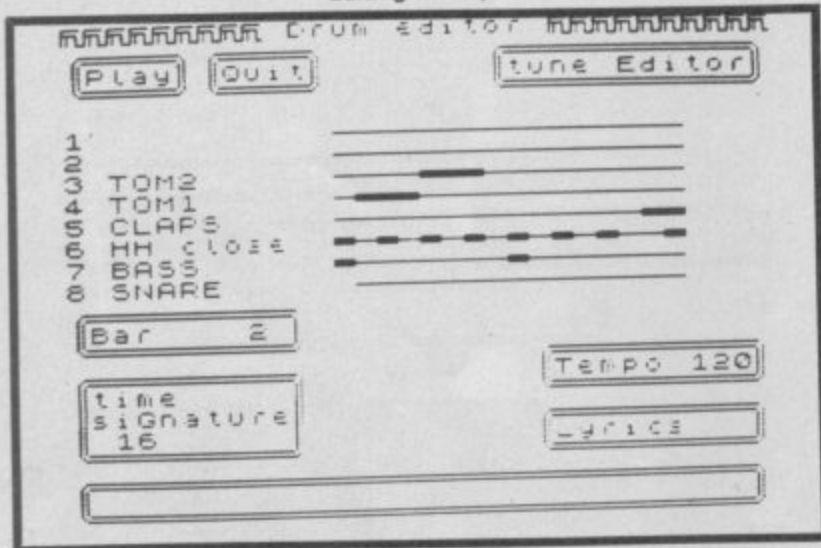 Drum editor
Play Quit tune Editor
1
2
3 TOM2
4 TOM1
5 CLAPS
6 HH close
7 BASS
8 SNARE
Bar 2
Tempo 120
time
siGnature
16
Lyrics